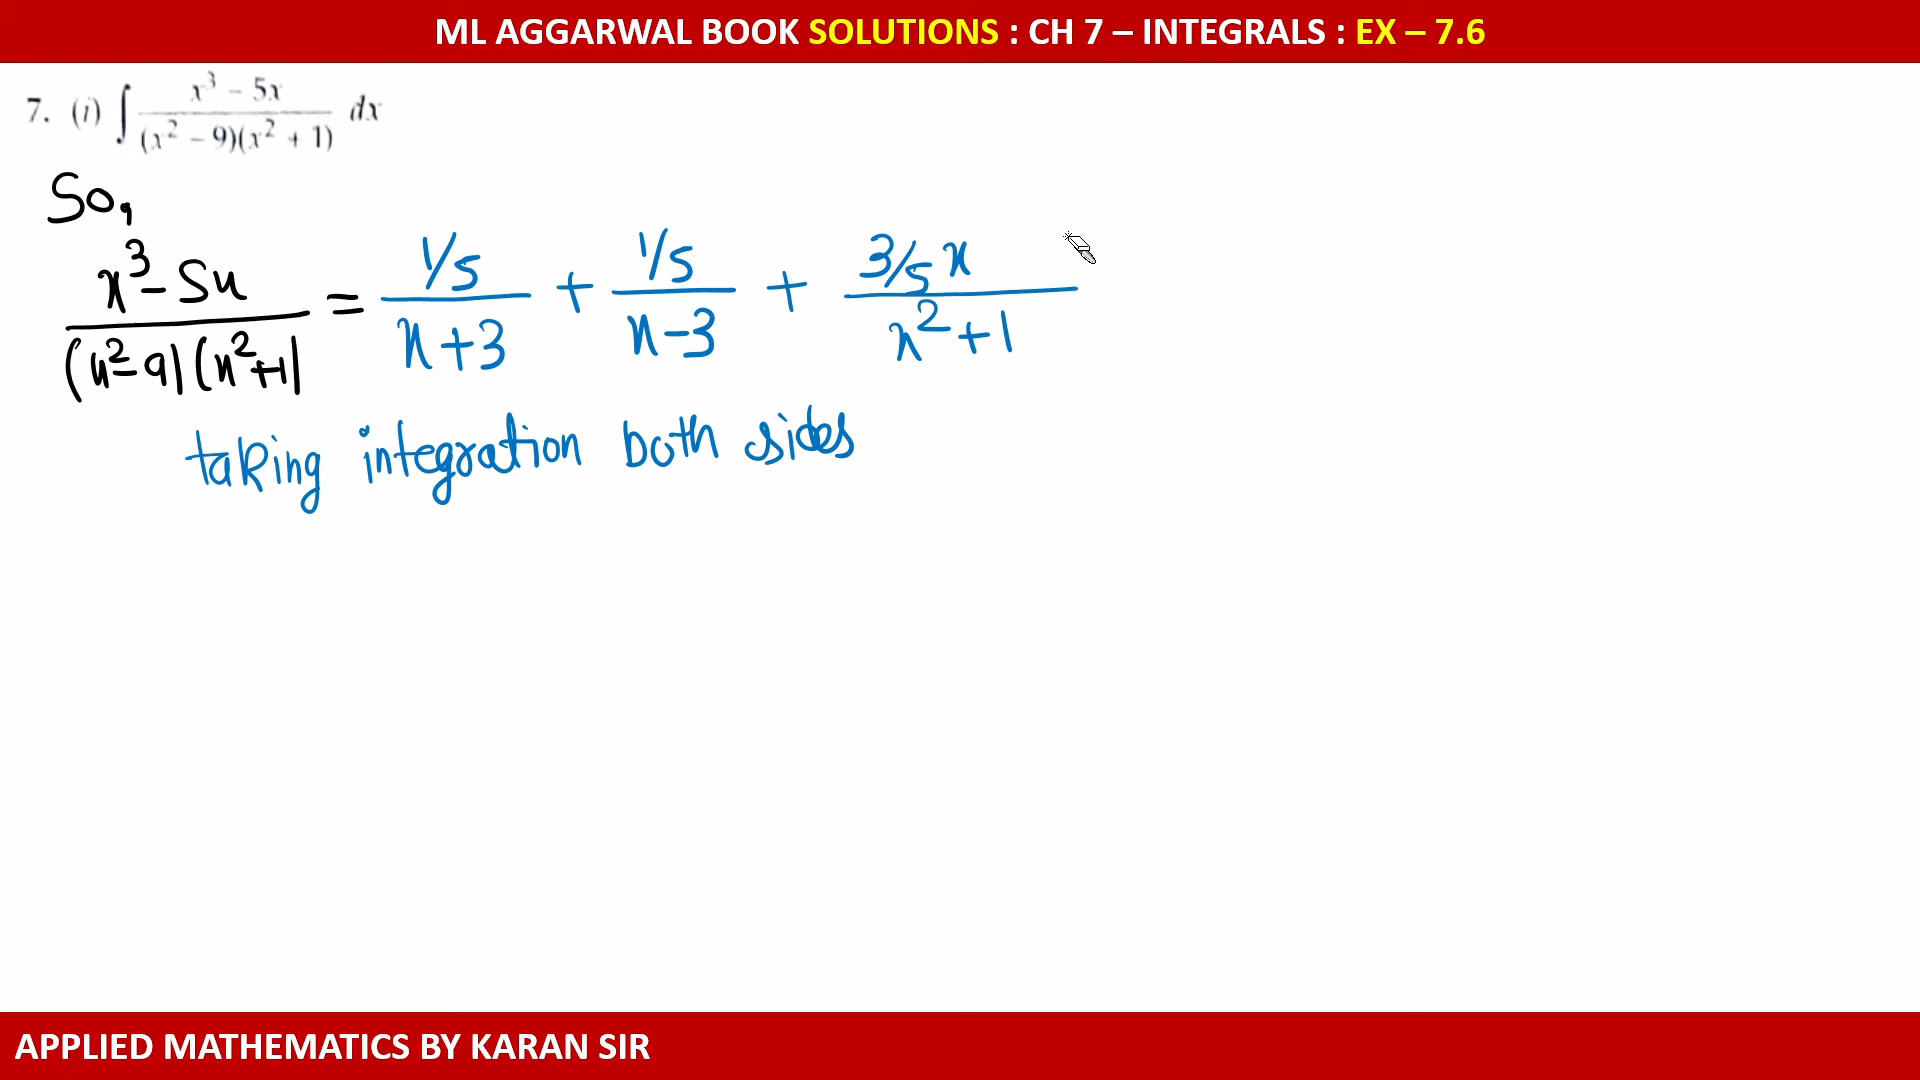 ML AGGARWAL BOOK SOLUTIONS : CH 7 – INTEGRALS : EX – 7.6
7. (i) ∫ (x³ − 5x)/((x² − 9)(x² + 1)) dx
So,
(x³ − 5x)/((x² − 9)(x² + 1)) = (1/5)/(x + 3) + (1/5)/(x − 3) + (3/5 x)/(x² + 1)
taking integration both sides
APPLIED MATHEMATICS BY KARAN SIR